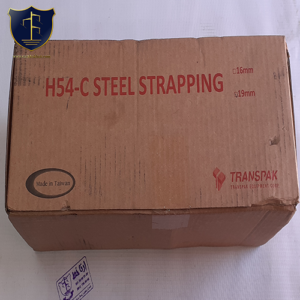 H54-C STEEL STRAPPING
: 16mm
: 19mm
Made in Taiwan
TRANSPAK